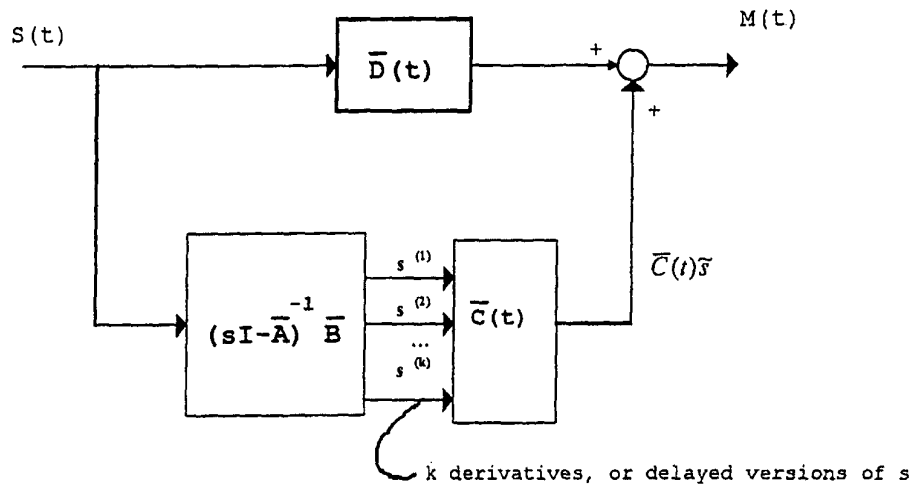 S(t)
M(t)
D̅(t)
+
+
C̅(t)s̃
(sI-A̅)⁻¹ B̅
s ⁽¹⁾
s ⁽²⁾
...
s ⁽ᵏ⁾
C̅(t)
k derivatives, or delayed versions of s